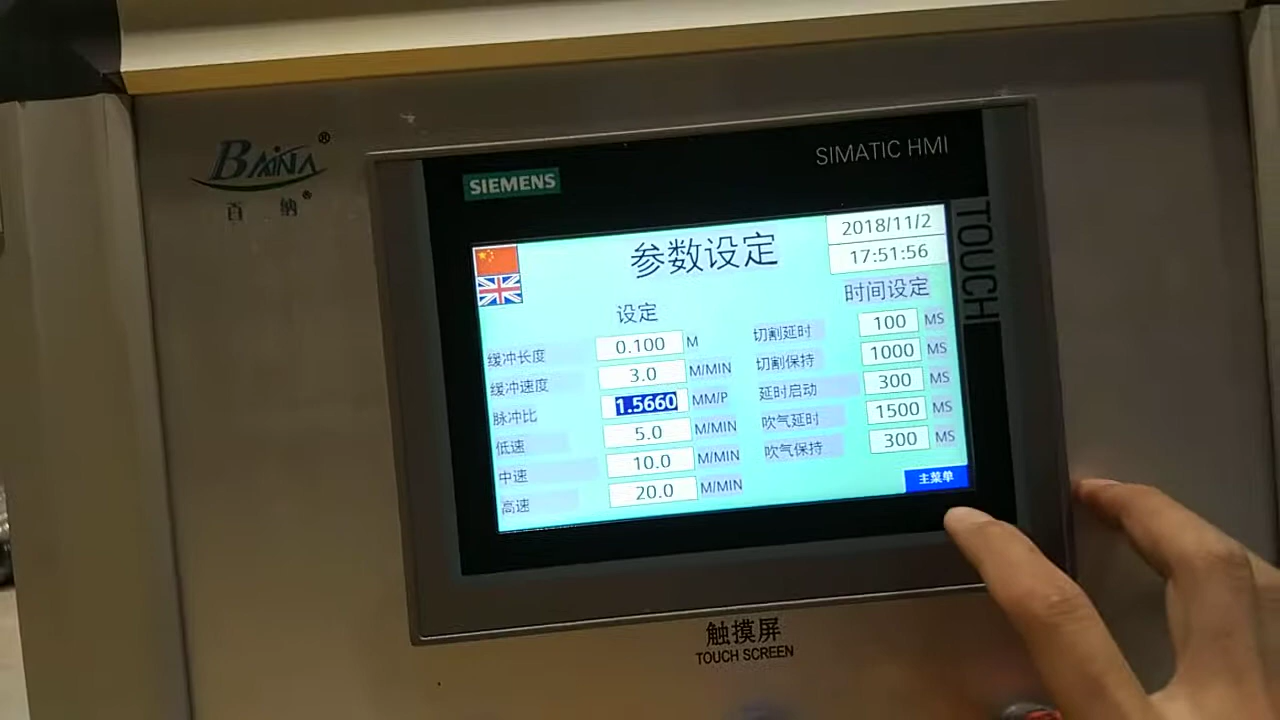 BAINA®
百纳®
SIEMENS
SIMATIC HMI
TOUCH
参数设定
2018/11/2
17:51:56
设定
时间设定
缓冲长度 0.100 M
缓冲速度 3.0 M/MIN
脉冲比 1.5660 MM/P
低速 5.0 M/MIN
中速 10.0 M/MIN
高速 20.0 M/MIN
切割延时 100 MS
切割保持 1000 MS
延时启动 300 MS
吹气延时 1500 MS
吹气保持 300 MS
主菜单
触摸屏
TOUCH SCREEN